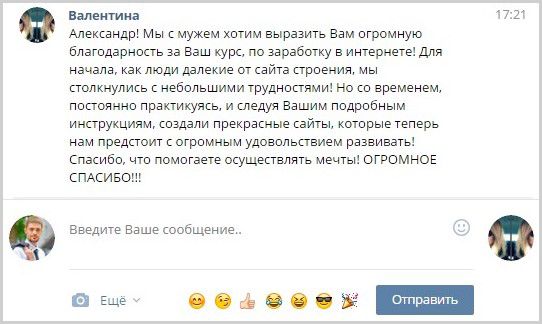 Валентина 17:21
Александр! Мы с мужем хотим выразить Вам огромную
благодарность за Ваш курс, по заработку в интернете! Для
начала, как люди далекие от сайта строения, мы
столкнулись с небольшими трудностями! Но со временем,
постоянно практикуясь, и следуя Вашим подробным
инструкциям, создали прекрасные сайты, которые теперь
нам предстоит с огромным удовольствием развивать!
Спасибо, что помогаете осуществлять мечты! ОГРОМНОЕ
СПАСИБО!!!
Введите Ваше сообщение..
Ещё Отправить